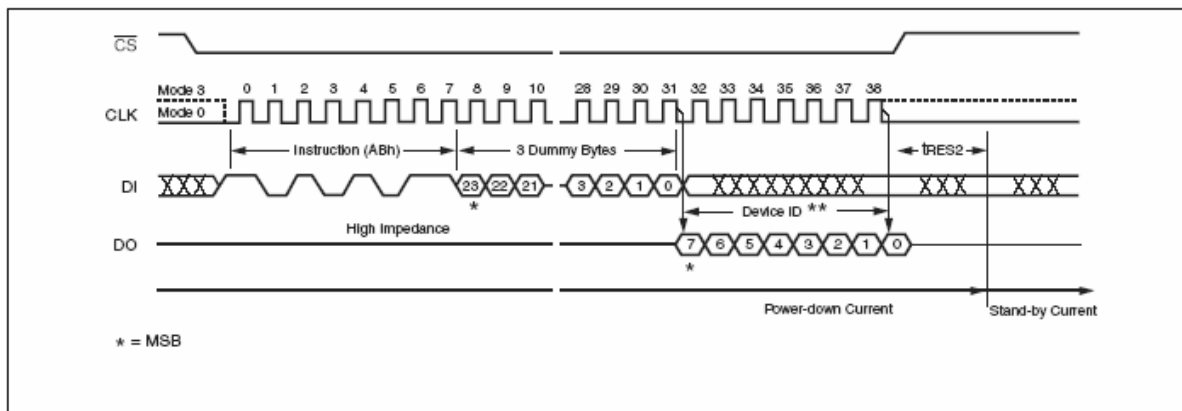 CS
Mode 3
0 1 2 3 4 5 6 7 8 9 10 28 29 30 31 32 33 34 35 36 37 38
CLK
Mode 0
Instruction (ABh)
3 Dummy Bytes
tRES2
DI
23 22 21 3 2 1 0
*
Device ID **
High Impedance
DO
7 6 5 4 3 2 1 0
*
Power-down Current
Stand-by Current
* = MSB